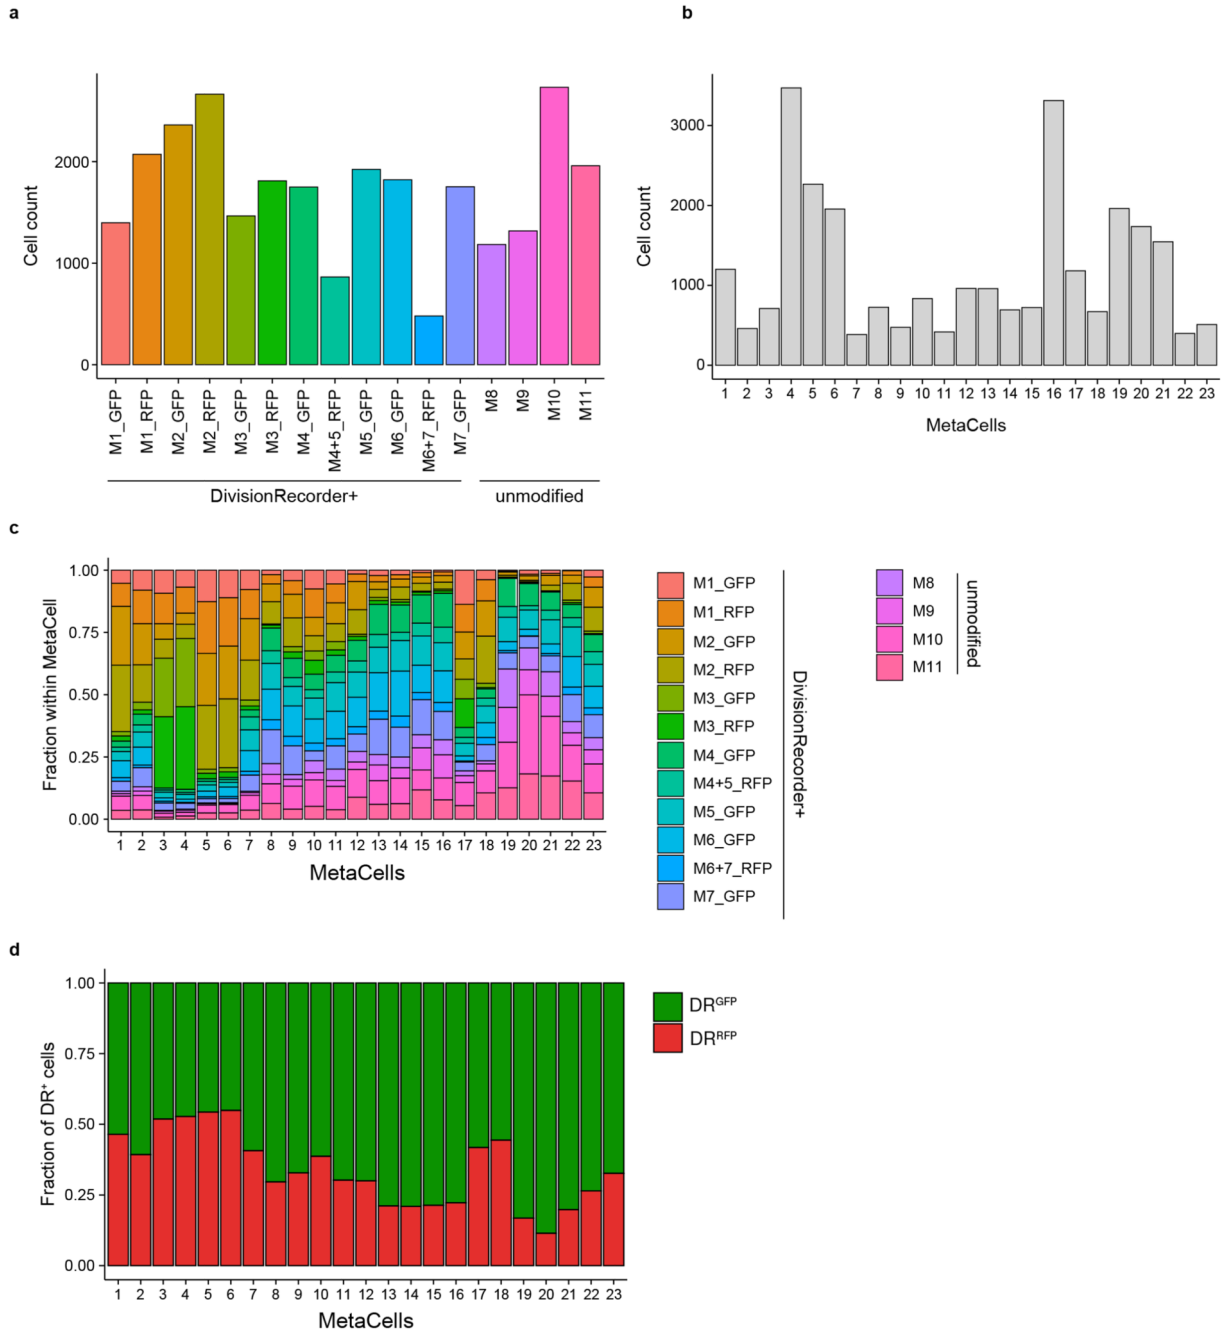 a
Cell count
2000
1000
0
M1_GFP
M1_RFP
M2_GFP
M2_RFP
M3_GFP
M3_RFP
M4_GFP
M4+5_RFP
M5_GFP
M6_GFP
M6+7_RFP
M7_GFP
M8
M9
M10
M11
DivisionRecorder+
unmodified
b
Cell count
3000
2000
1000
0
1 2 3 4 5 6 7 8 9 10 11 12 13 14 15 16 17 18 19 20 21 22 23
MetaCells
c
Fraction within MetaCell
1.00
0.75
0.50
0.25
0.00
1 2 3 4 5 6 7 8 9 10 11 12 13 14 15 16 17 18 19 20 21 22 23
MetaCells
M1_GFP
M1_RFP
M2_GFP
M2_RFP
M3_GFP
M3_RFP
M4_GFP
M4+5_RFP
M5_GFP
M6_GFP
M6+7_RFP
M7_GFP
DivisionRecorder+
M8
M9
M10
M11
unmodified
d
Fraction of DR⁺ cells
1.00
0.75
0.50
0.25
0.00
1 2 3 4 5 6 7 8 9 10 11 12 13 14 15 16 17 18 19 20 21 22 23
MetaCells
DRGFP
DRRFP